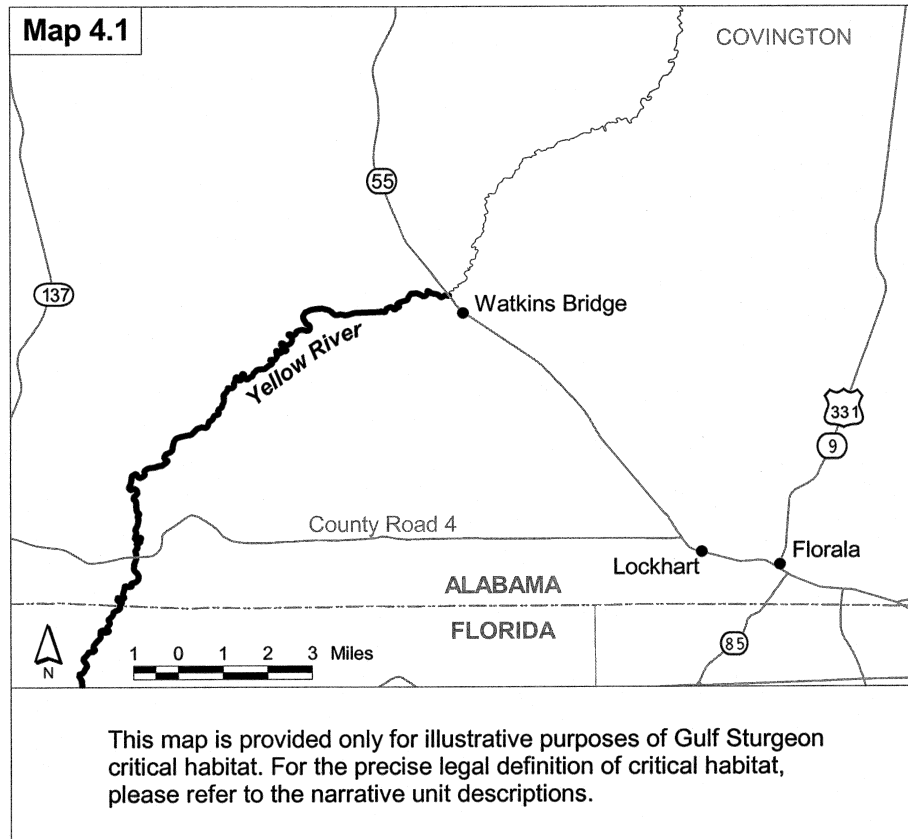 Map 4.1
COVINGTON
55
137
Watkins Bridge
Yellow River
331
9
County Road 4
Lockhart
Florala
ALABAMA
FLORIDA
85
N
1 0 1 2 3 Miles
This map is provided only for illustrative purposes of Gulf Sturgeon
critical habitat. For the precise legal definition of critical habitat,
please refer to the narrative unit descriptions.